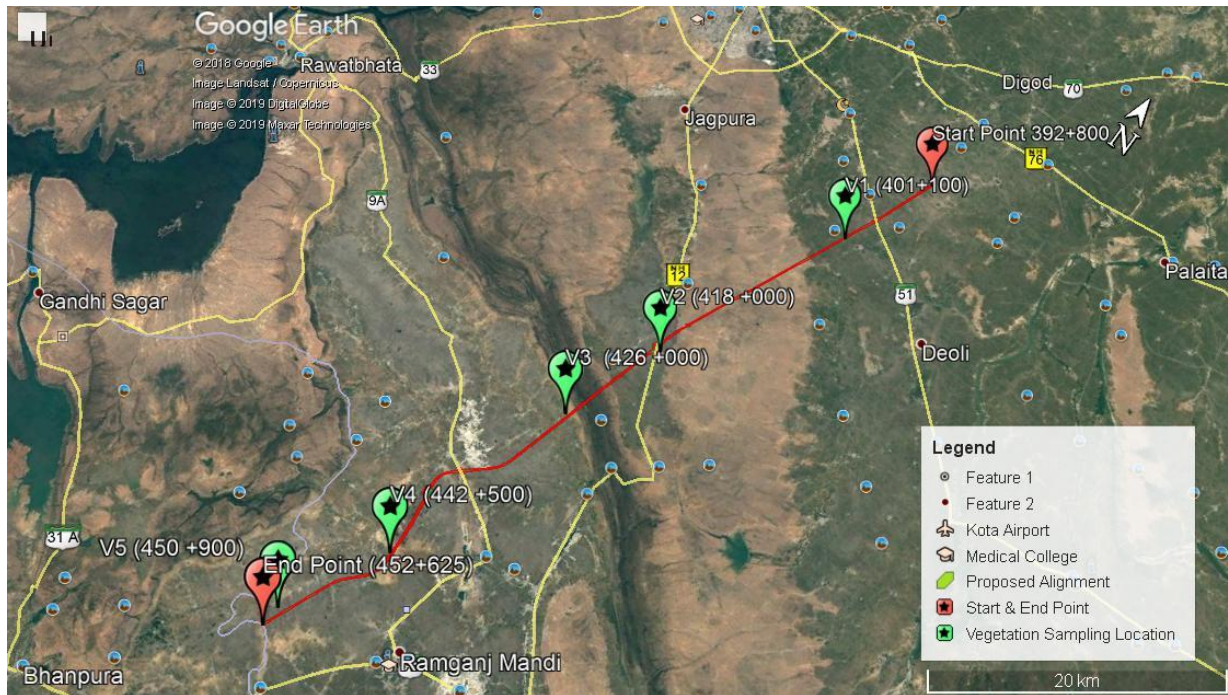 Google Earth
© 2018 Google
Image Landsat / Copernicus
Image © 2019 DigitalGlobe
Image © 2019 Maxar Technologies
Rawatbhata
33
Digod
70
Jagpura
N
Start Point 392+800
76
V1 (401+100)
9A
Palaita
12
Gandhi Sagar
V2 (418 +000)
51
Deoli
V3 (426 +000)
Legend
Feature 1
Feature 2
Kota Airport
Medical College
Proposed Alignment
Start & End Point
Vegetation Sampling Location
V4 (442 +500)
31 A
V5 (450 +900)
End Point (452+625)
Ramganj Mandi
Bhanpura
20 km